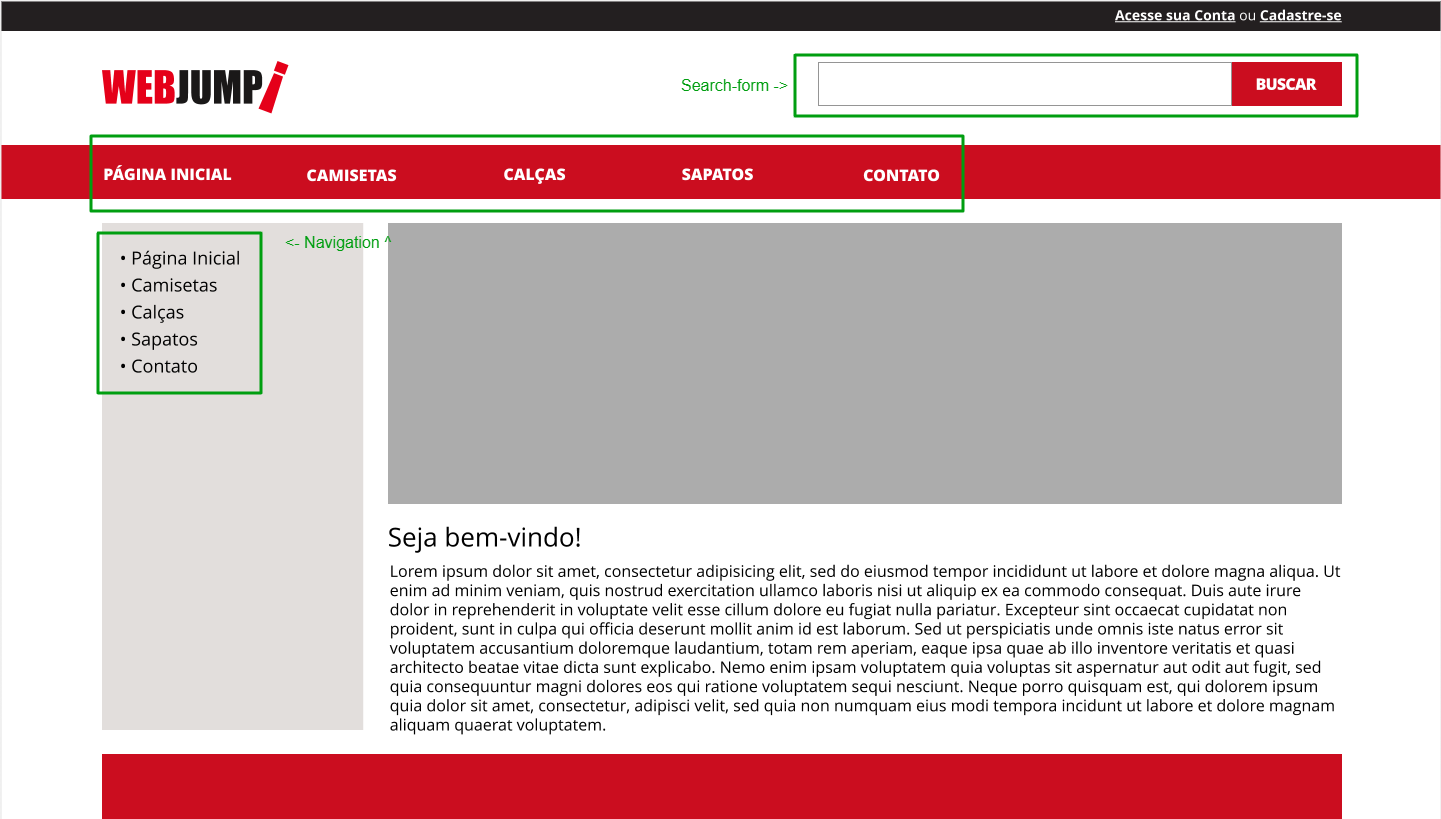 Acesse sua Conta ou Cadastre-se
WEBJUMP!
Search-form ->
BUSCAR
PÁGINA INICIAL CAMISETAS CALÇAS SAPATOS CONTATO
<- Navigation ^
• Página Inicial
• Camisetas
• Calças
• Sapatos
• Contato
Seja bem-vindo!
Lorem ipsum dolor sit amet, consectetur adipisicing elit, sed do eiusmod tempor incididunt ut labore et dolore magna aliqua. Ut
enim ad minim veniam, quis nostrud exercitation ullamco laboris nisi ut aliquip ex ea commodo consequat. Duis aute irure
dolor in reprehenderit in voluptate velit esse cillum dolore eu fugiat nulla pariatur. Excepteur sint occaecat cupidatat non
proident, sunt in culpa qui officia deserunt mollit anim id est laborum. Sed ut perspiciatis unde omnis iste natus error sit
voluptatem accusantium doloremque laudantium, totam rem aperiam, eaque ipsa quae ab illo inventore veritatis et quasi
architecto beatae vitae dicta sunt explicabo. Nemo enim ipsam voluptatem quia voluptas sit aspernatur aut odit aut fugit, sed
quia consequuntur magni dolores eos qui ratione voluptatem sequi nesciunt. Neque porro quisquam est, qui dolorem ipsum
quia dolor sit amet, consectetur, adipisci velit, sed quia non numquam eius modi tempora incidunt ut labore et dolore magnam
aliquam quaerat voluptatem.